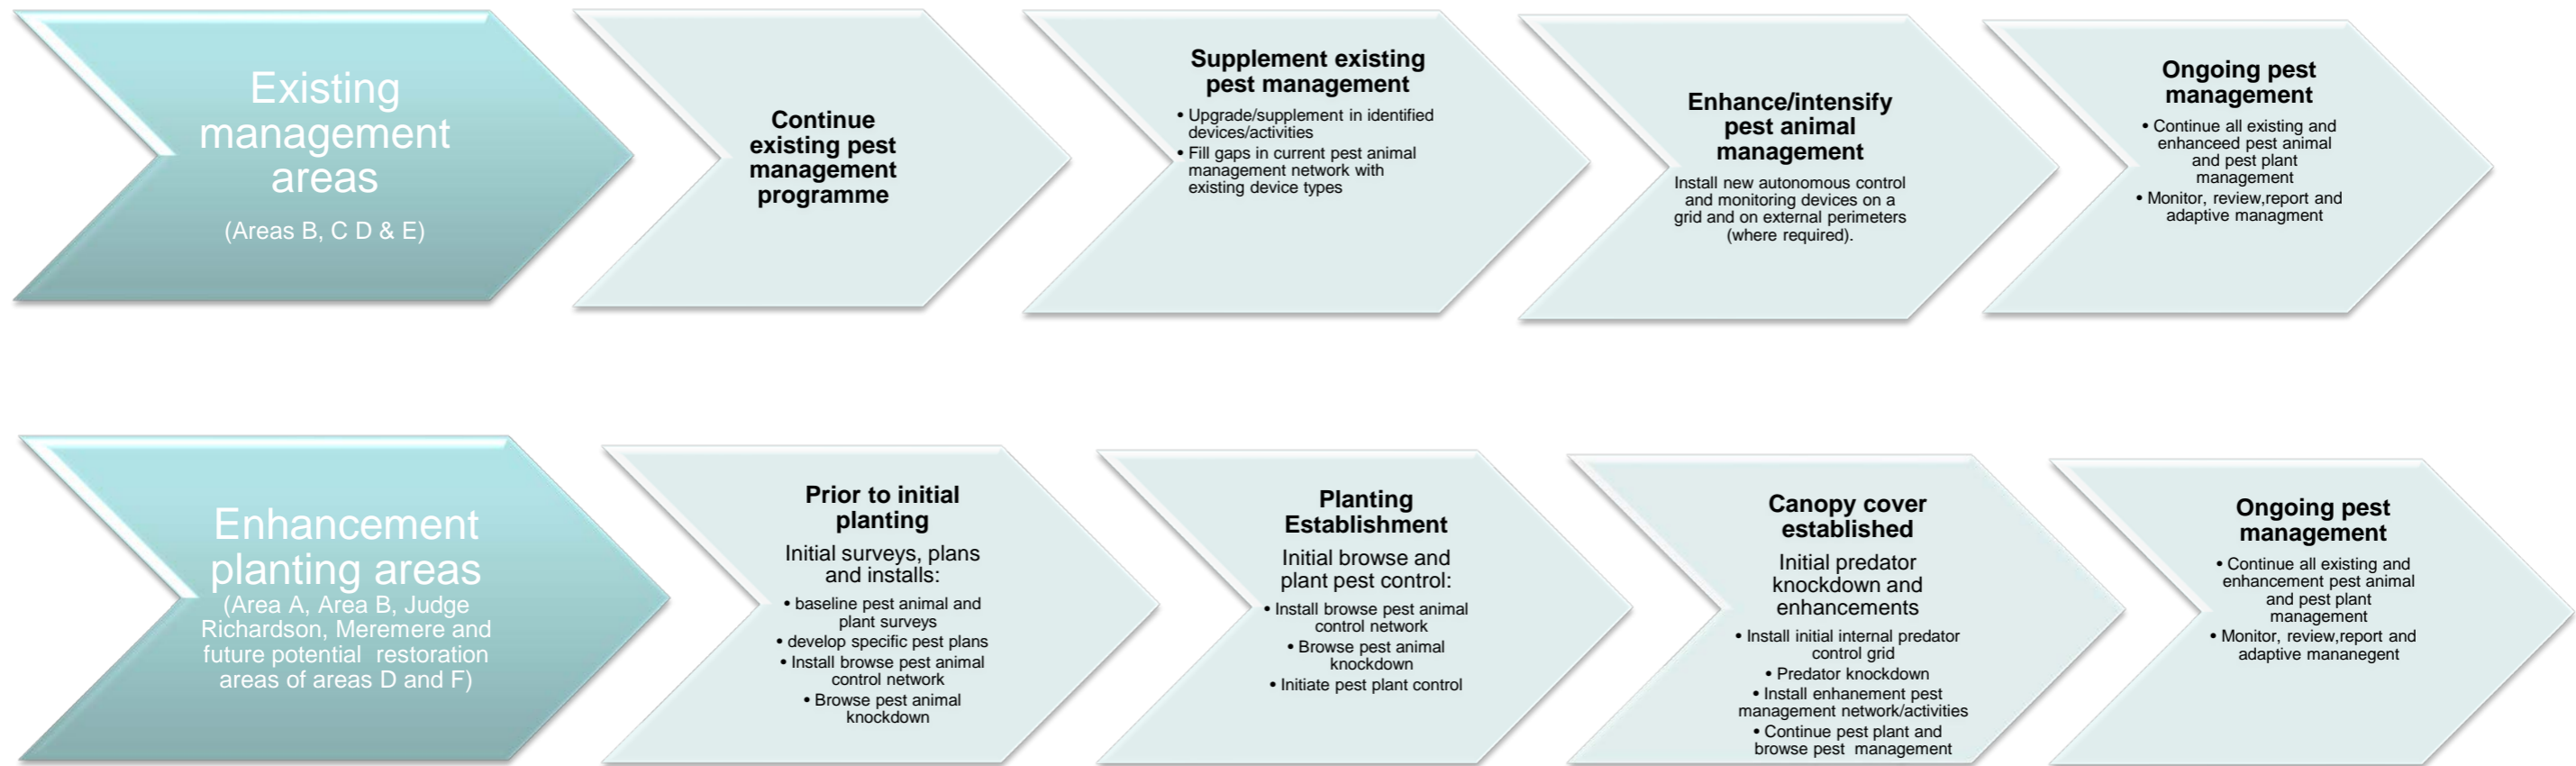 Existing
management
areas
(Areas B, C D & E)
Continue
existing pest
management
programme
Supplement existing
pest management
• Upgrade/supplement in identified
devices/activities
• Fill gaps in current pest animal
management network with
existing device types
Enhance/intensify
pest animal
management
Install new autonomous control
and monitoring devices on a
grid and on external perimeters
(where required).
Ongoing pest
management
• Continue all existing and
enhanceed pest animal
and pest plant
management
• Monitor, review,report and
adaptive managment
Enhancement
planting areas
(Area A, Area B, Judge
Richardson, Meremere and
future potential restoration
areas of areas D and F)
Prior to initial
planting
Initial surveys, plans
and installs:
• baseline pest animal and
plant surveys
• develop specific pest plans
• Install browse pest animal
control network
• Browse pest animal
knockdown
Planting
Establishment
Initial browse and
plant pest control:
• Install browse pest animal
control network
• Browse pest animal
knockdown
• Initiate pest plant control
Canopy cover
established
Initial predator
knockdown and
enhancements
• Install initial internal predator
control grid
• Predator knockdown
• Install enhanement pest
management network/activities
• Continue pest plant and
browse pest management
Ongoing pest
management
• Continue all existing and
enhancement pest animal
and pest plant
management
• Monitor, review,report and
adaptive mananegent